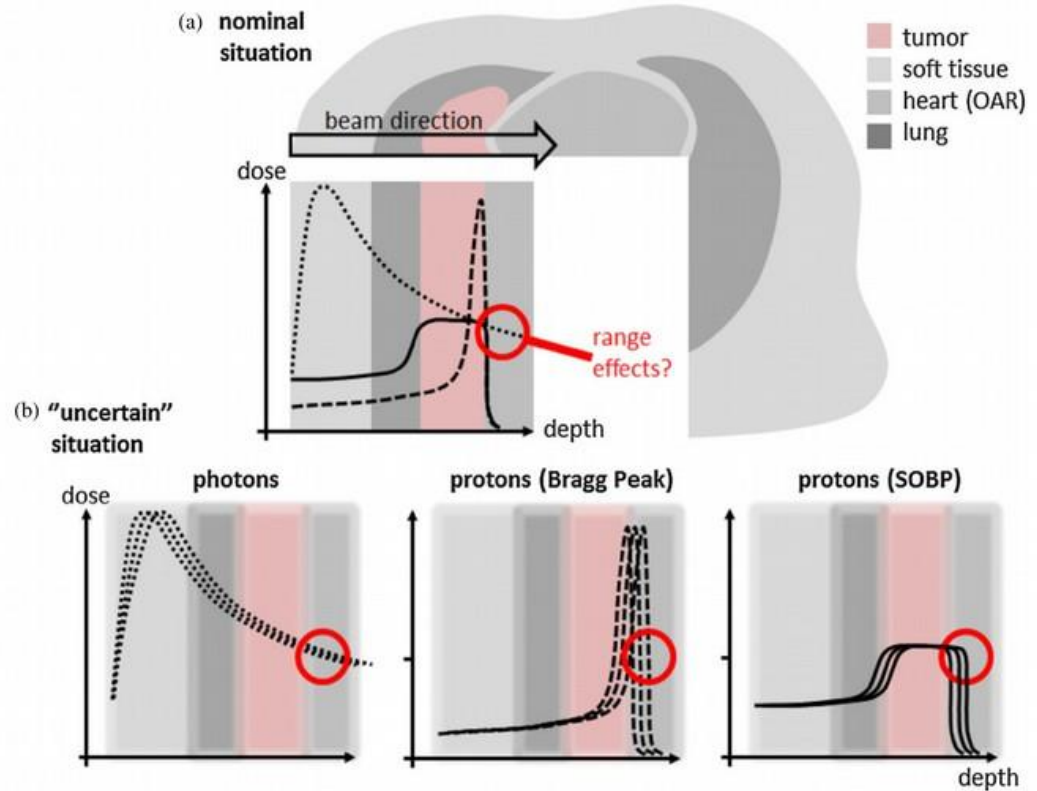 (a) nominal
situation
tumor
soft tissue
heart (OAR)
lung
beam direction
dose
range
effects?
depth
(b) "uncertain"
situation
photons
protons (Bragg Peak)
protons (SOBP)
dose
depth